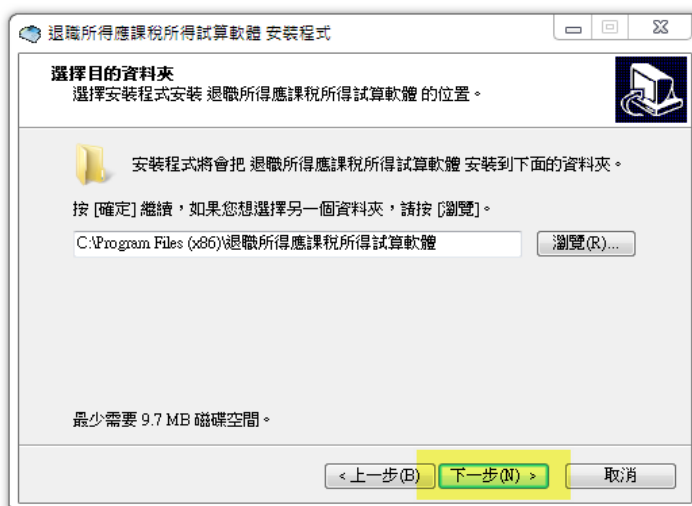 退職所得應課稅所得試算軟體 安裝程式
選擇目的資料夾
選擇安裝程式安裝 退職所得應課稅所得試算軟體 的位置。
安裝程式將會把 退職所得應課稅所得試算軟體 安裝到下面的資料夾。
按 [確定] 繼續，如果您想選擇另一個資料夾，請按 [瀏覽]。
C:\Program Files (x86)\退職所得應課稅所得試算軟體 瀏覽(R)...
最少需要 9.7 MB 磁碟空間。
< 上一步(B) 下一步(N) > 取消